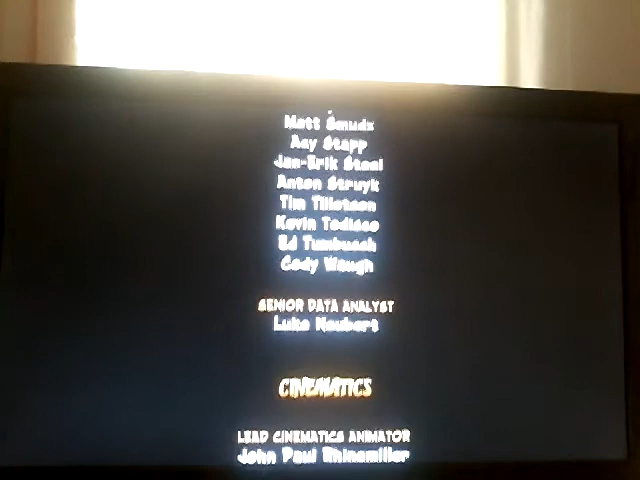 Matt Smudz
Aay Stapp
Jan-Erik Steel
Anton Struyk
Tim Tillotson
Kevin Todisco
Ed Tumbusch
Cody Waugh
SENIOR DATA ANALYST
Luke Neubert
CINEMATICS
LEAD CINEMATICS ANIMATOR
John Paul Rhinemiller